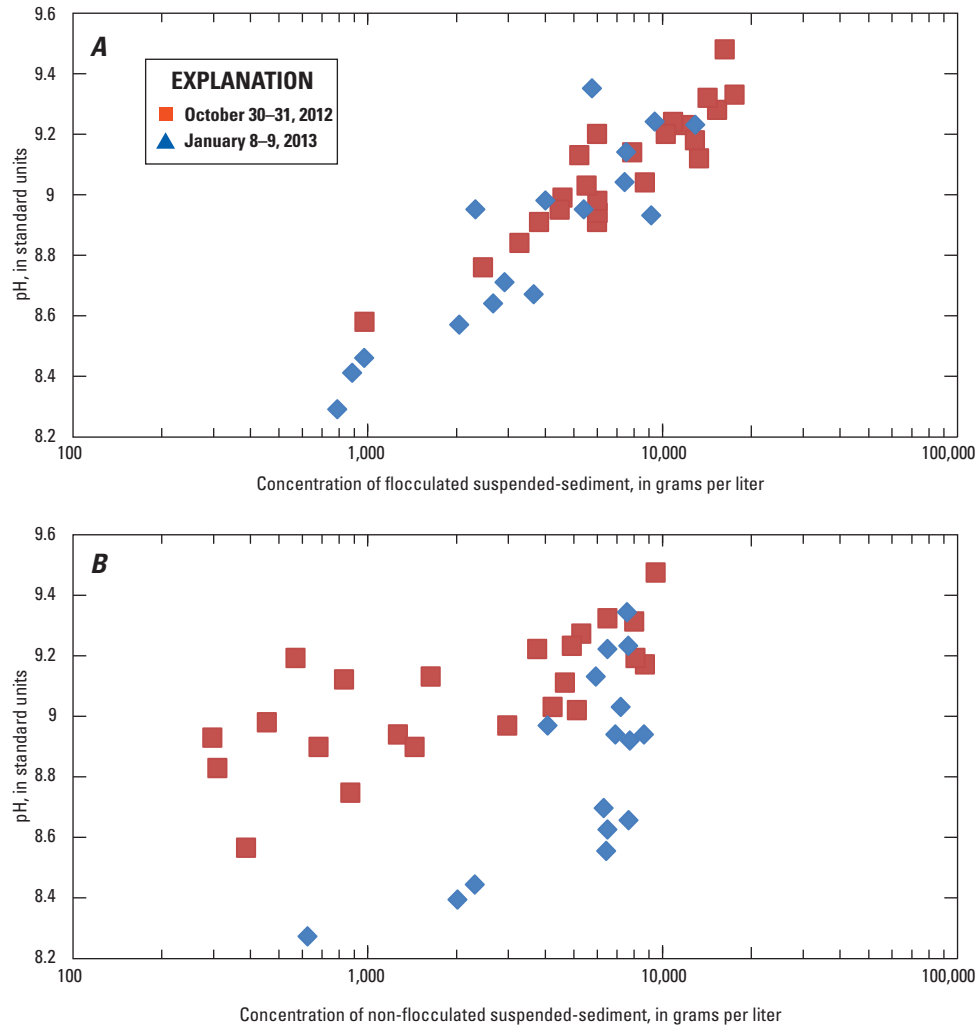 A
EXPLANATION
October 30–31, 2012
January 8–9, 2013
pH, in standard units
9.6
9.4
9.2
9
8.8
8.6
8.4
8.2
100
1,000
10,000
100,000
Concentration of flocculated suspended-sediment, in grams per liter
B
pH, in standard units
9.6
9.4
9.2
9
8.8
8.6
8.4
8.2
100
1,000
10,000
100,000
Concentration of non-flocculated suspended-sediment, in grams per liter